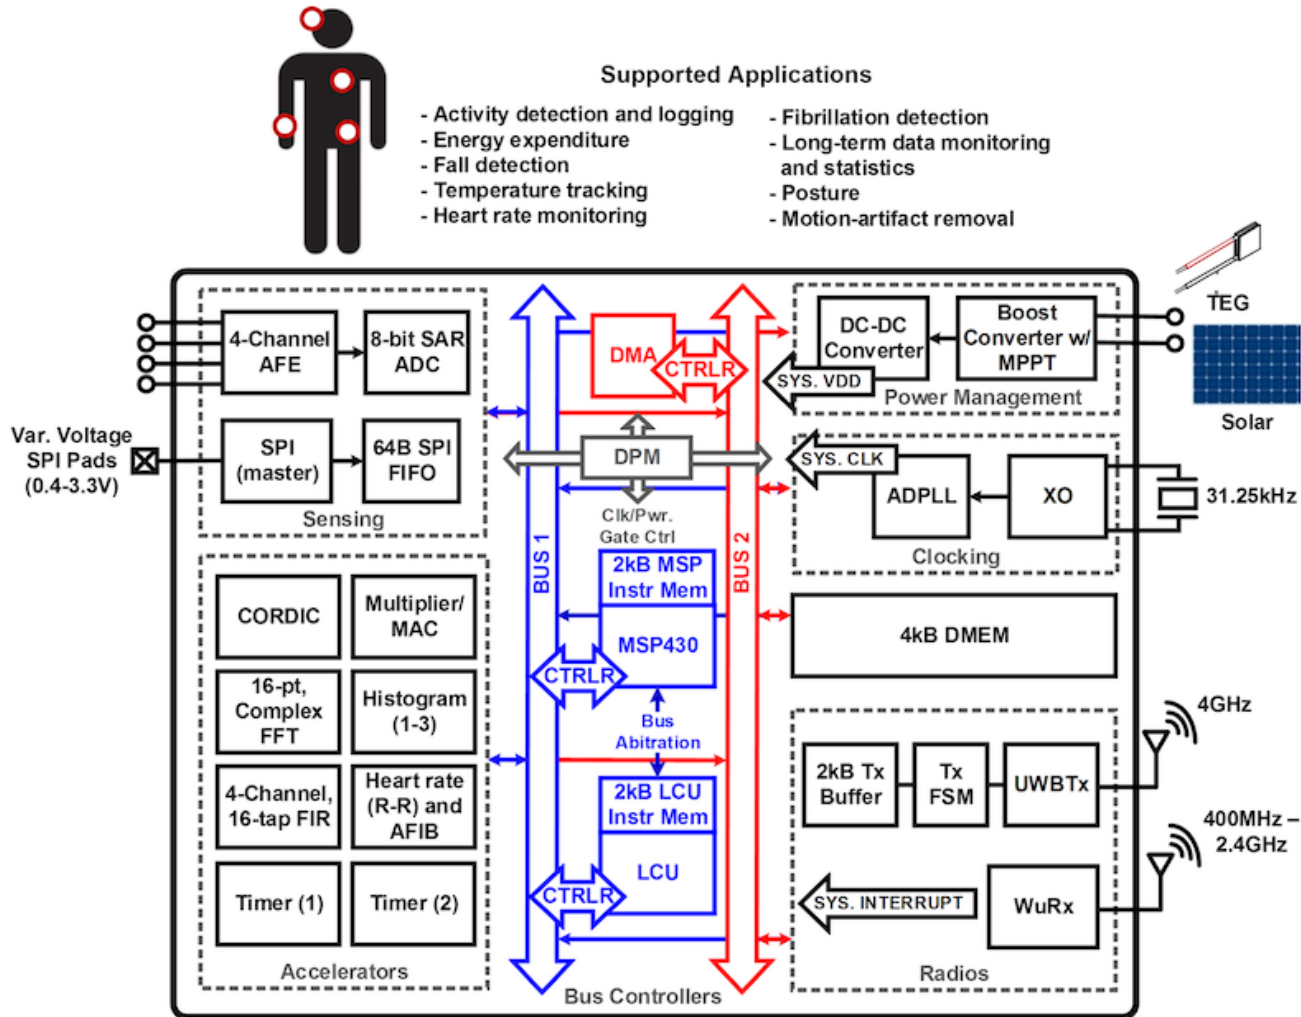 Supported Applications
- Activity detection and logging
- Energy expenditure
- Fall detection
- Temperature tracking
- Heart rate monitoring
- Fibrillation detection
- Long-term data monitoring
and statistics
- Posture
- Motion-artifact removal
4-Channel
AFE
8-bit SAR
ADC
Var. Voltage
SPI Pads
(0.4-3.3V)
SPI
(master)
64B SPI
FIFO
Sensing
CORDIC
Multiplier/
MAC
16-pt,
Complex
FFT
Histogram
(1-3)
4-Channel,
16-tap FIR
Heart rate
(R-R) and
AFIB
Timer (1)
Timer (2)
Accelerators
BUS 1
DMA
CTRLR
DPM
Clk/Pwr.
Gate Ctrl
2kB MSP
Instr Mem
MSP430
CTRLR
Bus
Abitration
2kB LCU
Instr Mem
LCU
CTRLR
Bus Controllers
BUS 2
DC-DC
Converter
Boost
Converter w/
MPPT
SYS. VDD
Power Management
TEG
Solar
SYS. CLK
ADPLL
XO
Clocking
31.25kHz
4kB DMEM
2kB Tx
Buffer
Tx
FSM
UWBTx
4GHz
400MHz –
2.4GHz
SYS. INTERRUPT
WuRx
Radios